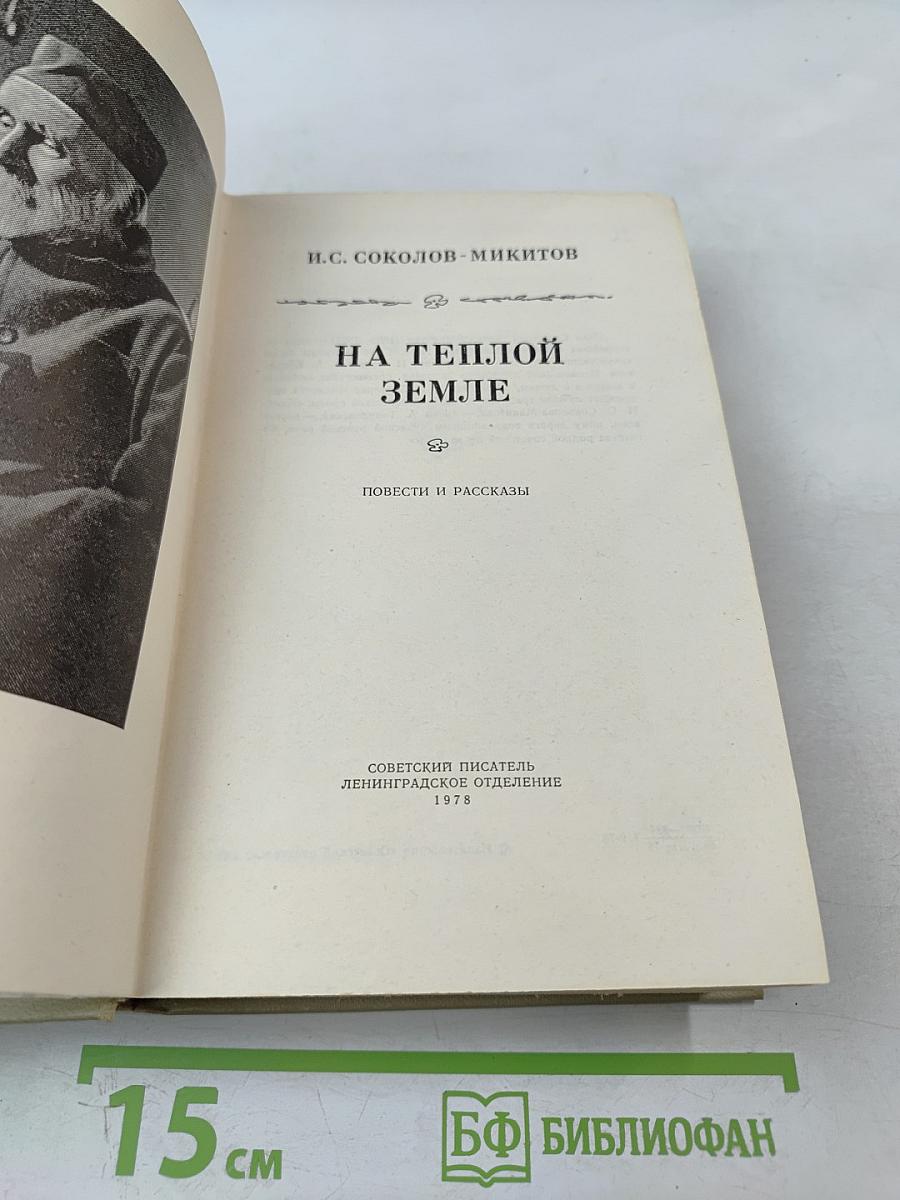 И.С. СОКОЛОВ-МИКИТОВ
НА ТЕПЛОЙ
ЗЕМЛЕ
ПОВЕСТИ И РАССКАЗЫ
СОВЕТСКИЙ ПИСАТЕЛЬ
ЛЕНИНГРАДСКОЕ ОТДЕЛЕНИЕ
1978
15 см
БФ БИБЛИОФАН